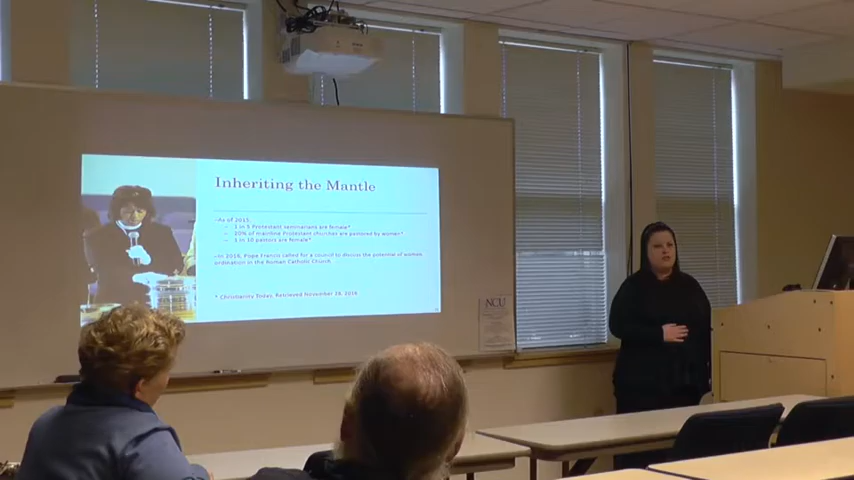 Inheriting the Mantle
–As of 2015:
– 1 in 5 Protestant seminarians are female*
– 10% of mainline Protestant churches are pastored by women*
– 1 in 10 pastors are female*
–In 2016, Pope Francis called for a council to discuss the potential of women
ordination in the Roman Catholic Church.
* Christianity Today, Retrieved November 28, 2016
NCU